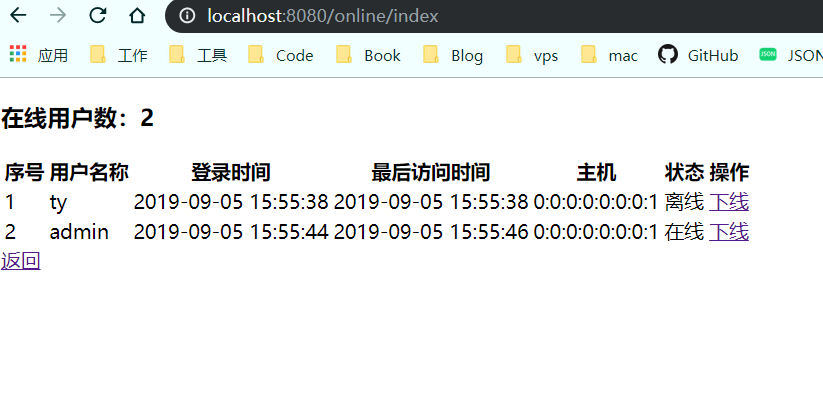 localhost:8080/online/index
应用 工作 工具 Code Book Blog vps mac GitHub JSON
在线用户数：2
序号 用户名称 登录时间 最后访问时间 主机 状态 操作
1 ty 2019-09-05 15:55:38 2019-09-05 15:55:38 0:0:0:0:0:0:0:1 离线 下线
2 admin 2019-09-05 15:55:44 2019-09-05 15:55:46 0:0:0:0:0:0:0:1 在线 下线
返回